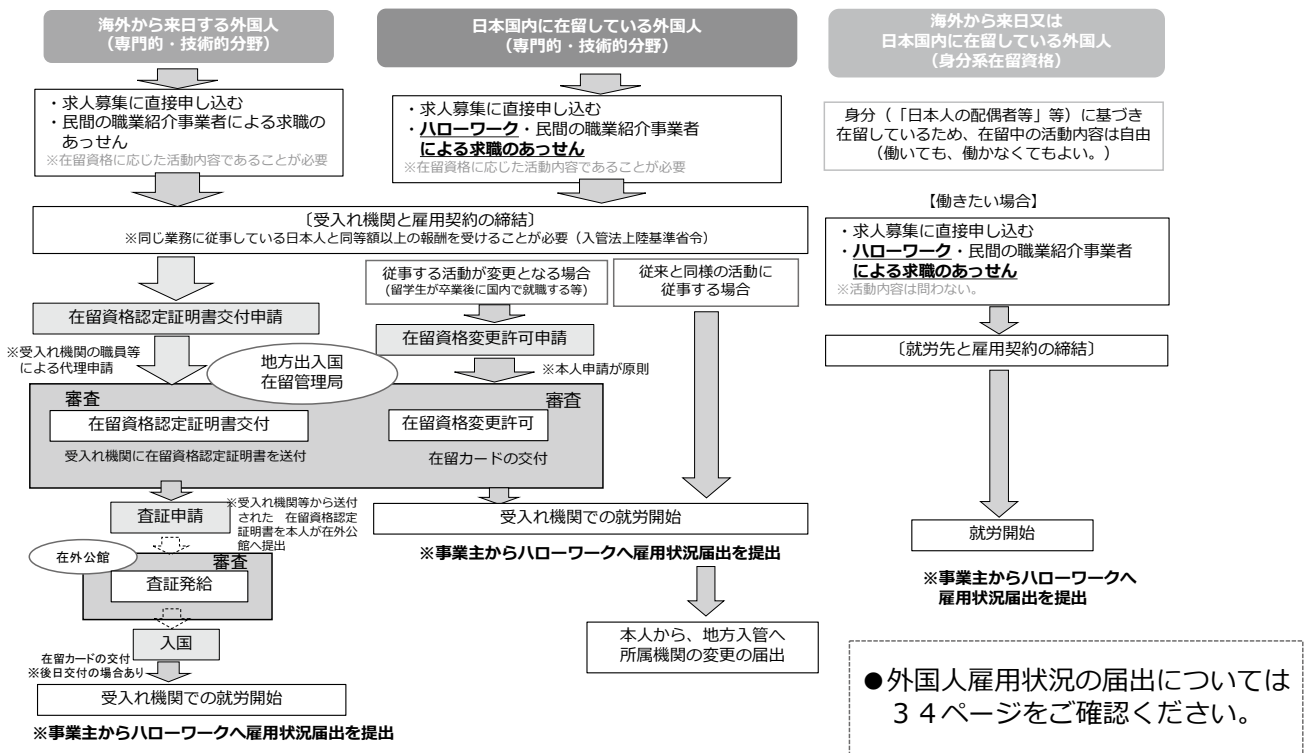 海外から来日する外国人
（専門的・技術的分野）
・求人募集に直接申し込む
・民間の職業紹介事業者による求職の
あっせん
※在留資格に応じた活動内容であることが必要
日本国内に在留している外国人
（専門的・技術的分野）
・求人募集に直接申し込む
・ハローワーク・民間の職業紹介事業者
による求職のあっせん
※在留資格に応じた活動内容であることが必要
〔受入れ機関と雇用契約の締結〕
※同じ業務に従事している日本人と同等額以上の報酬を受けることが必要（入管法上陸基準省令）
在留資格認定証明書交付申請
※受入れ機関の職員等
による代理申請
従事する活動が変更となる場合
(留学生が卒業後に国内で就職する等)
従来と同様の活動に
従事する場合
在留資格変更許可申請
※本人申請が原則
地方出入国
在留管理局
審査
在留資格認定証明書交付
受入れ機関に在留資格認定証明書を送付
審査
在留資格変更許可
在留カードの交付
査証申請
※受入れ機関等から送付
された　在留資格認定
証明書を本人が在外公
館へ提出
在外公館
審査
査証発給
入国
在留カードの交付
※後日交付の場合あり
受入れ機関での就労開始
※事業主からハローワークへ雇用状況届出を提出
受入れ機関での就労開始
※事業主からハローワークへ雇用状況届出を提出
本人から、地方入管へ
所属機関の変更の届出
海外から来日又は
日本国内に在留している外国人
（身分系在留資格）
身分（「日本人の配偶者等」等）に基づき
在留しているため、在留中の活動内容は自由
（働いても、働かなくてもよい。）
【働きたい場合】
・求人募集に直接申し込む
・ハローワーク・民間の職業紹介事業者
による求職のあっせん
※活動内容は問わない。
〔就労先と雇用契約の締結〕
就労開始
※事業主からハローワークへ
雇用状況届出を提出
●外国人雇用状況の届出については
３４ページをご確認ください。